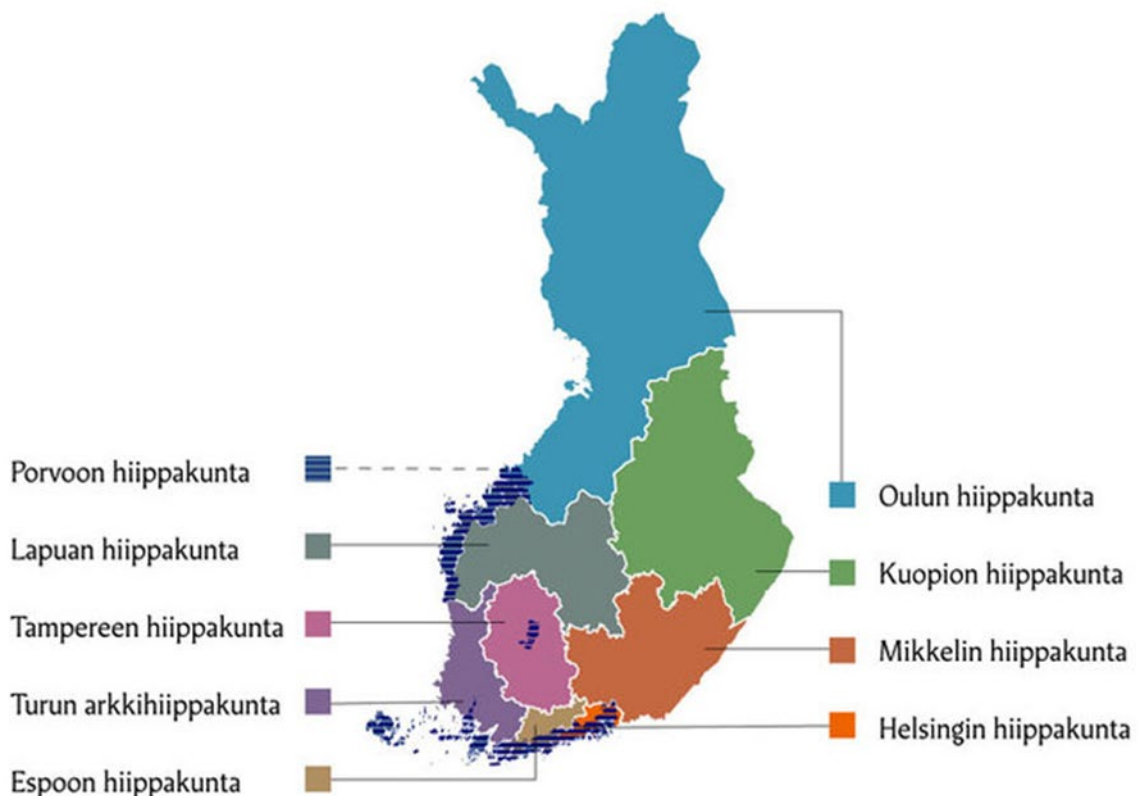 Porvoon hiippakunta
Lapuan hiippakunta
Tampereen hiippakunta
Turun arkkihiippakunta
Espoon hiippakunta
Oulun hiippakunta
Kuopion hiippakunta
Mikkelin hiippakunta
Helsingin hiippakunta